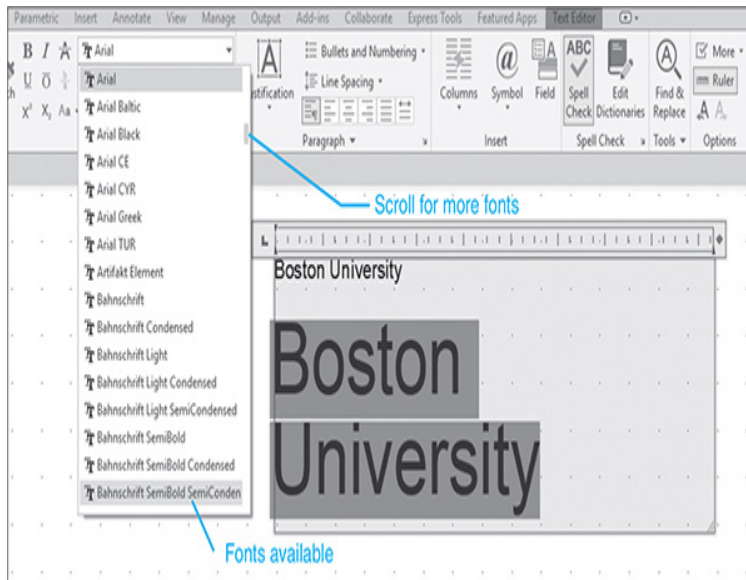 Parametric Insert Annotate View Manage Output Add-ins Collaborate Express Tools Featured Apps Text Editor
B I A Arial
U O
X² X, Aa
Justification
Bullets and Numbering
Line Spacing
Paragraph
Columns
Symbol
Field
Insert
ABC
Spell Check
Edit Dictionaries
Spell Check
Find & Replace
Tools
More
Ruler
A A
Options
Arial
Arial Baltic
Arial Black
Arial CE
Arial CYR
Arial Greek
Arial TUR
Artifakt Element
Bahnschrift
Bahnschrift Condensed
Bahnschrift Light
Bahnschrift Light Condensed
Bahnschrift Light SemiCondensed
Bahnschrift SemiBold
Bahnschrift SemiBold Condensed
Bahnschrift SemiBold SemiConden
Scroll for more fonts
Boston University
Boston
University
Fonts available